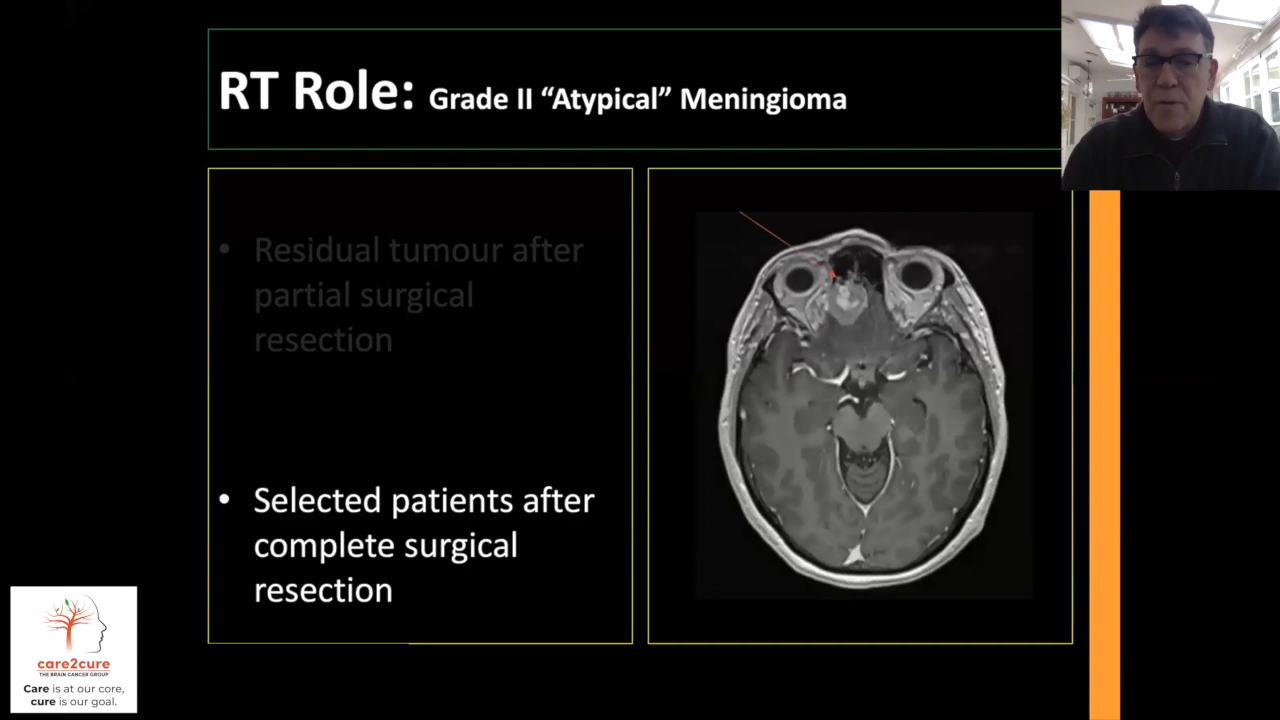 RT Role: Grade II “Atypical” Meningioma
• Residual tumour after
partial surgical
resection
• Selected patients after
complete surgical
resection
care2cure
THE BRAIN CANCER GROUP
Care is at our core,
cure is our goal.